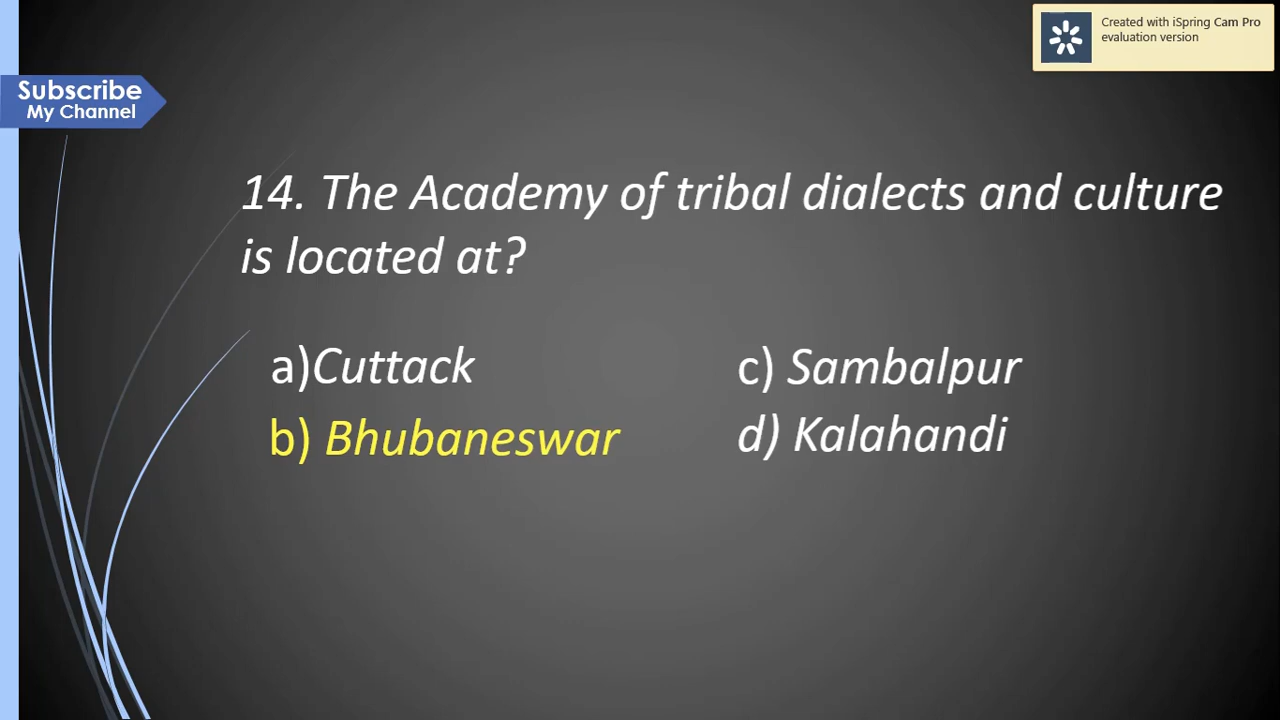 Created with iSpring Cam Pro
evaluation version
Subscribe
My Channel
14. The Academy of tribal dialects and culture
is located at?
a)Cuttack
b) Bhubaneswar
c) Sambalpur
d) Kalahandi